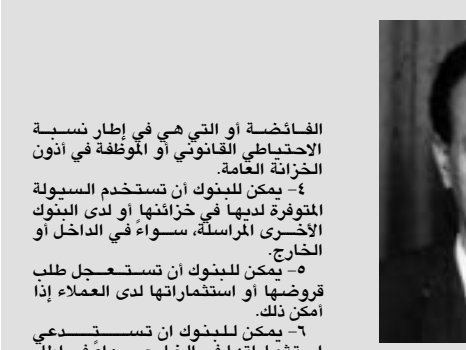 الفائضة أو التي هي في إطار نسبة
الاحتياطي القانوني أو الموظفة في أذون
الخزانة العامة.
٤- يمكن للبنوك أن تستخدم السيولة
المتوفرة لديها في خزائنها أو لدى البنوك
الأخرى المراسلة، سواءً في الداخل أو
الخارج.
٥- يمكن للبنوك أن تستعجل طلب
قروضها أو استثماراتها لدى العملاء إذا
أمكن ذلك.
٦- يمكن للبنوك ان تستدعي